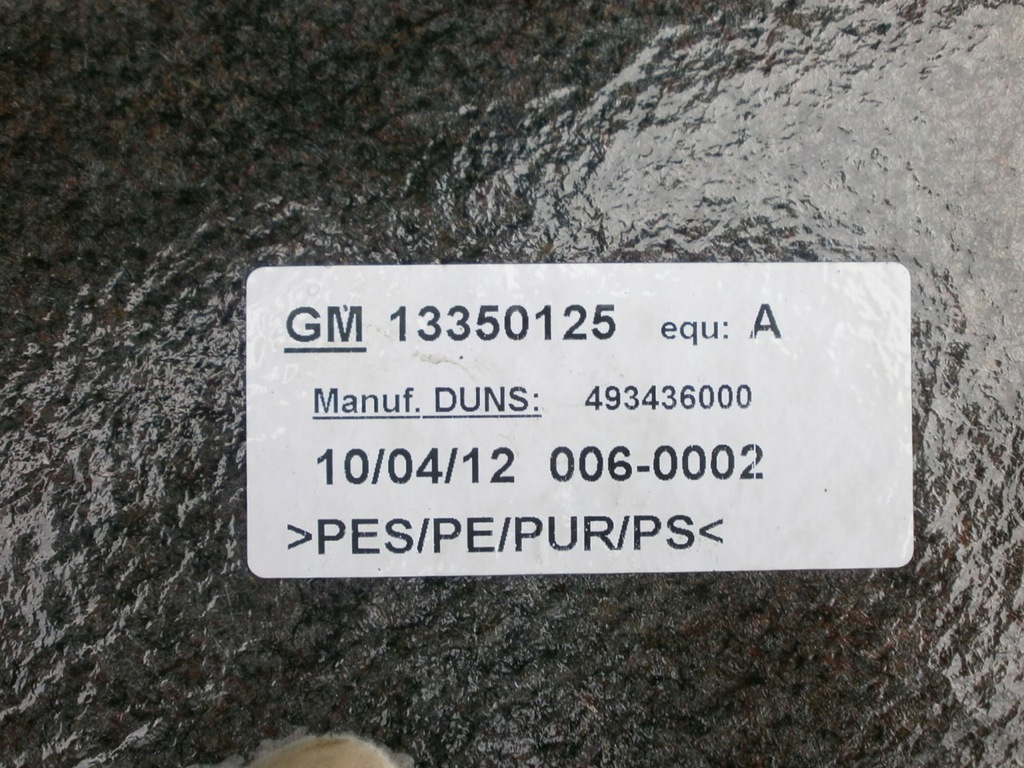 GM 13350125 equ: A
Manuf. DUNS: 493436000
10/04/12 006-0002
>PES/PE/PUR/PS<